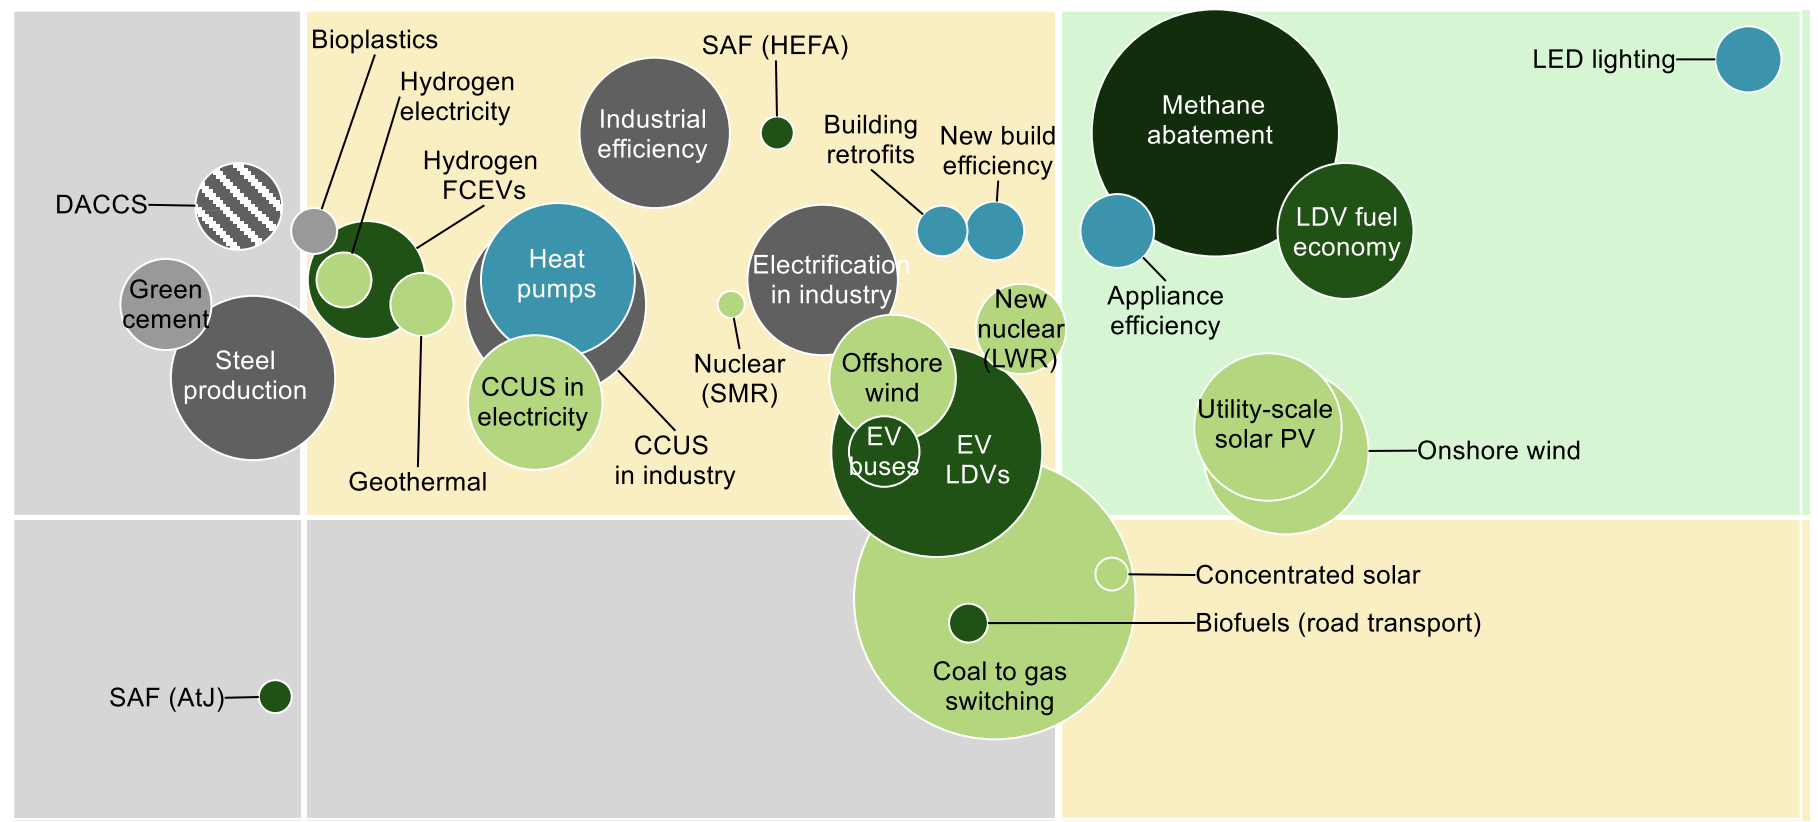 Bioplastics
SAF (HEFA)
LED lighting
Hydrogen
electricity
Industrial
efficiency
Methane
abatement
Building
retrofits
New build
efficiency
Hydrogen
FCEVs
DACCS
LDV fuel
economy
Heat
pumps
Electrification
in industry
Green
cement
New
nuclear
(LWR)
Appliance
efficiency
Steel
production
Nuclear
(SMR)
Offshore
wind
CCUS in
electricity
Utility-scale
solar PV
EV
buses
EV
LDVs
CCUS
in industry
Onshore wind
Geothermal
Concentrated solar
Biofuels (road transport)
Coal to gas
switching
SAF (AtJ)